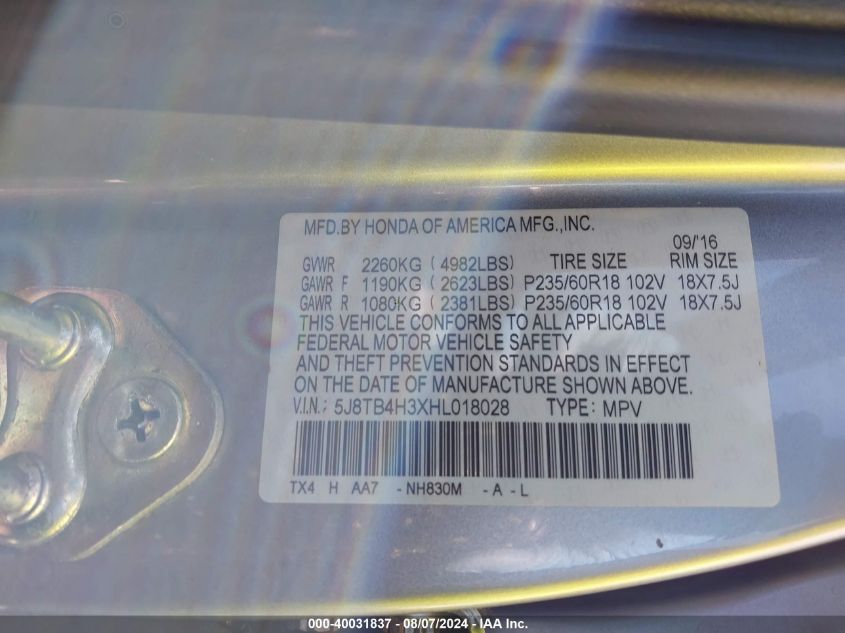 MFD.BY HONDA OF AMERICA MFG.,INC.
09/'16
GVWR 2260KG (4982LBS) TIRE SIZE RIM SIZE
GAWR F 1190KG (2623LBS) P235/60R18 102V 18X7.5J
GAWR R 1080KG (2381LBS) P235/60R18 102V 18X7.5J
THIS VEHICLE CONFORMS TO ALL APPLICABLE
FEDERAL MOTOR VEHICLE SAFETY
AND THEFT PREVENTION STANDARDS IN EFFECT
ON THE DATE OF MANUFACTURE SHOWN ABOVE.
V.I.N.: 5J8TB4H3XHL018028 TYPE: MPV
TX4 H AA7 -NH830M -A-L
000-40031837 - 08/07/2024 - IAA Inc.